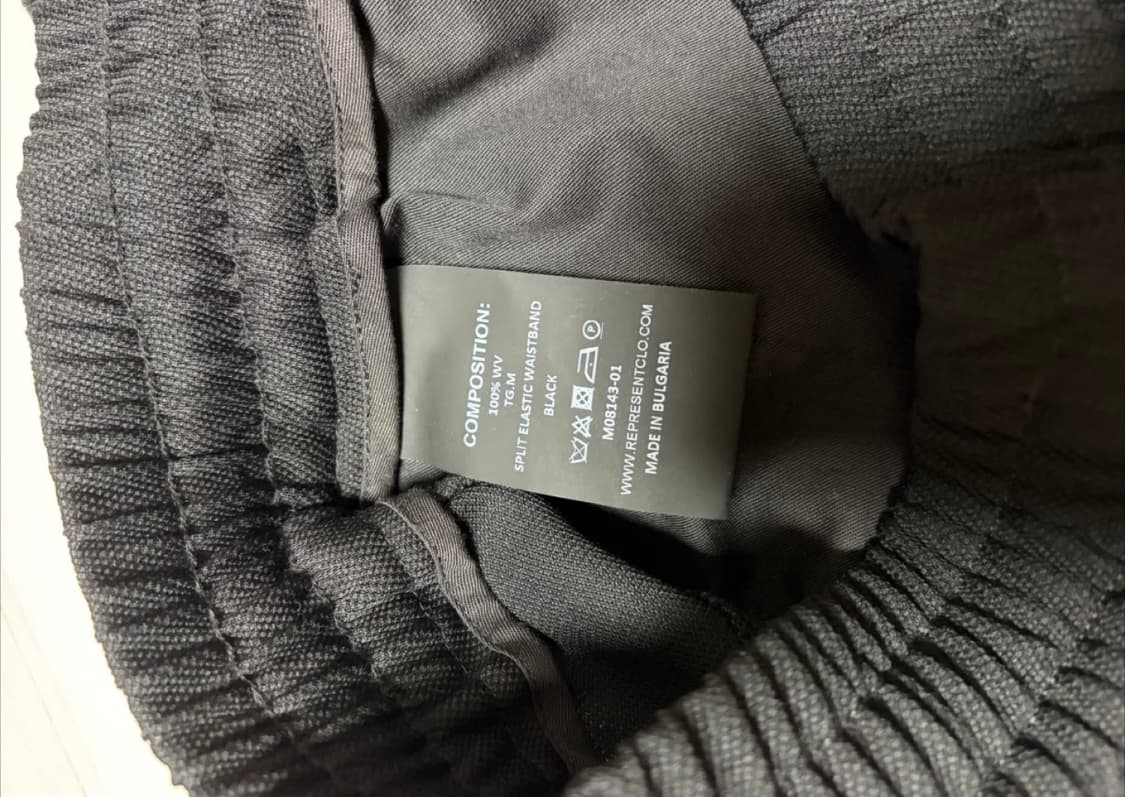 COMPOSITION:
100% WV
TG.M
SPLIT ELASTIC WAISTBAND
BLACK
P
M08143-01
WWW.REPRESENTCLO.COM
MADE IN BULGARIA